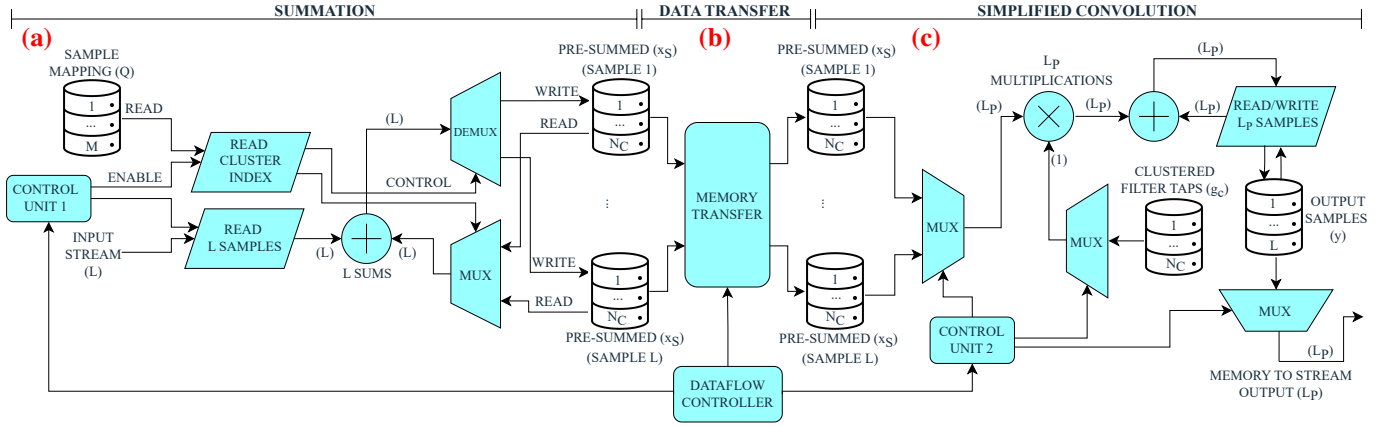 SUMMATION
DATA TRANSFER
SIMPLIFIED CONVOLUTION
(a)
(b)
(c)
SAMPLE
MAPPING (Q)
1
...
M
READ
CONTROL
UNIT 1
ENABLE
INPUT
STREAM
(L)
READ
CLUSTER
INDEX
READ
L SAMPLES
(L)
(L)
(L)
L SUMS
CONTROL
DEMUX
MUX
WRITE
READ
WRITE
READ
PRE-SUMMED (xS)
(SAMPLE 1)
1
...
NC
...
1
...
NC
PRE-SUMMED (xS)
(SAMPLE L)
MEMORY
TRANSFER
DATAFLOW
CONTROLLER
PRE-SUMMED (xS)
(SAMPLE 1)
1
...
NC
...
1
...
NC
PRE-SUMMED (xS)
(SAMPLE L)
MUX
CONTROL
UNIT 2
(LP)
LP
MULTIPLICATIONS
(LP)
(1)
MUX
CLUSTERED
FILTER TAPS (gc)
1
...
NC
(LP)
(LP)
READ/WRITE
LP SAMPLES
1
...
L
OUTPUT
SAMPLES
(y)
MUX
(LP)
MEMORY TO STREAM
OUTPUT (LP)